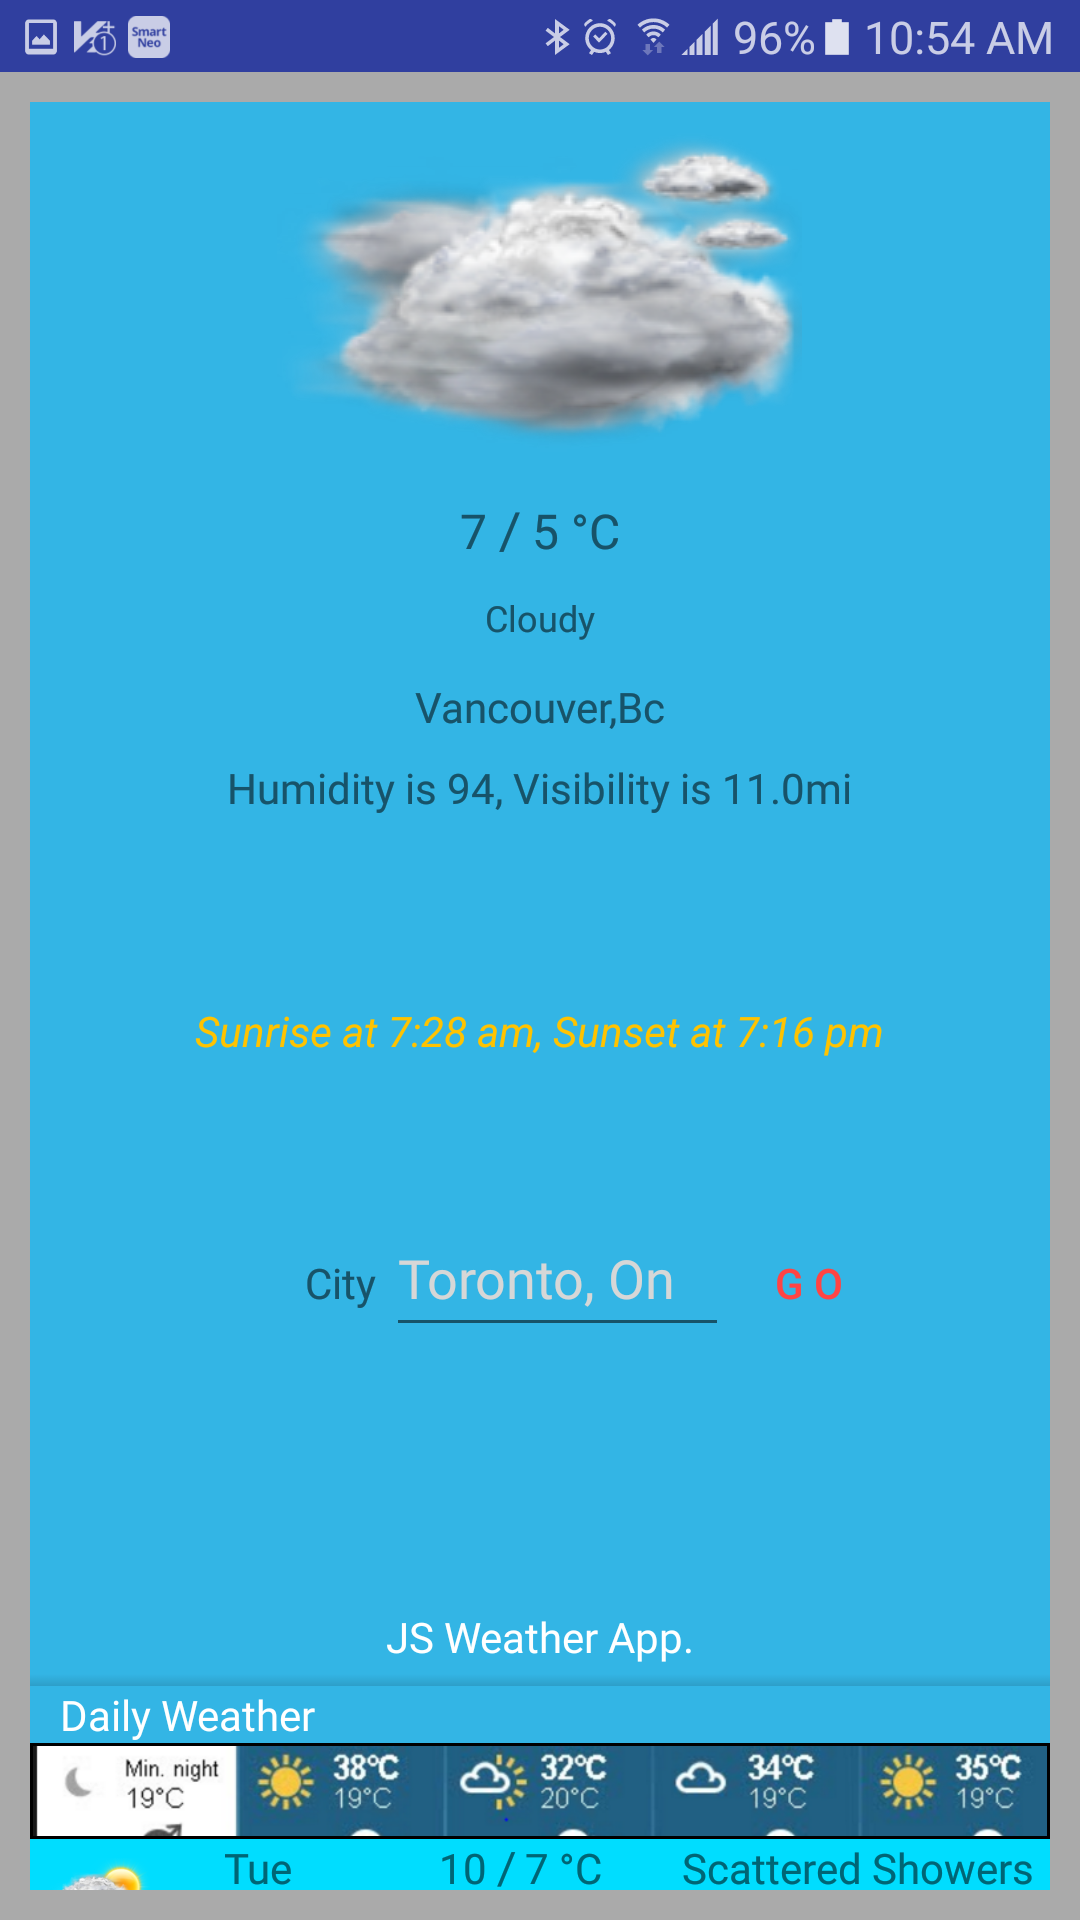 Smart
Neo
1
96% 10:54 AM
7 / 5 °C
Cloudy
Vancouver,Bc
Humidity is 94, Visibility is 11.0mi
Sunrise at 7:28 am, Sunset at 7:16 pm
City Toronto, On G O
JS Weather App.
Daily Weather
Min. night 38°C 32°C 34°C 35°C
19°C 19°C 20°C 19°C 19°C
Tue 10 / 7 °C Scattered Showers